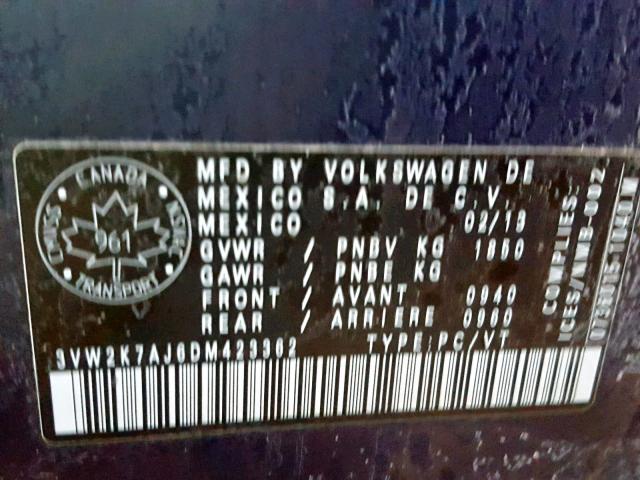 CANADA
TRANSPORT
961
MFD BY VOLKSWAGEN DE
MEXICO S.A. DE C.V.
MEXICO 02/13
GVWR / PNBV KG 1850
GAWR / PNBE KG
FRONT / AVANT 0940
REAR / ARRIERE 0960
TYPE:PC/VT
COMPLIES:
ICES/NMB-002